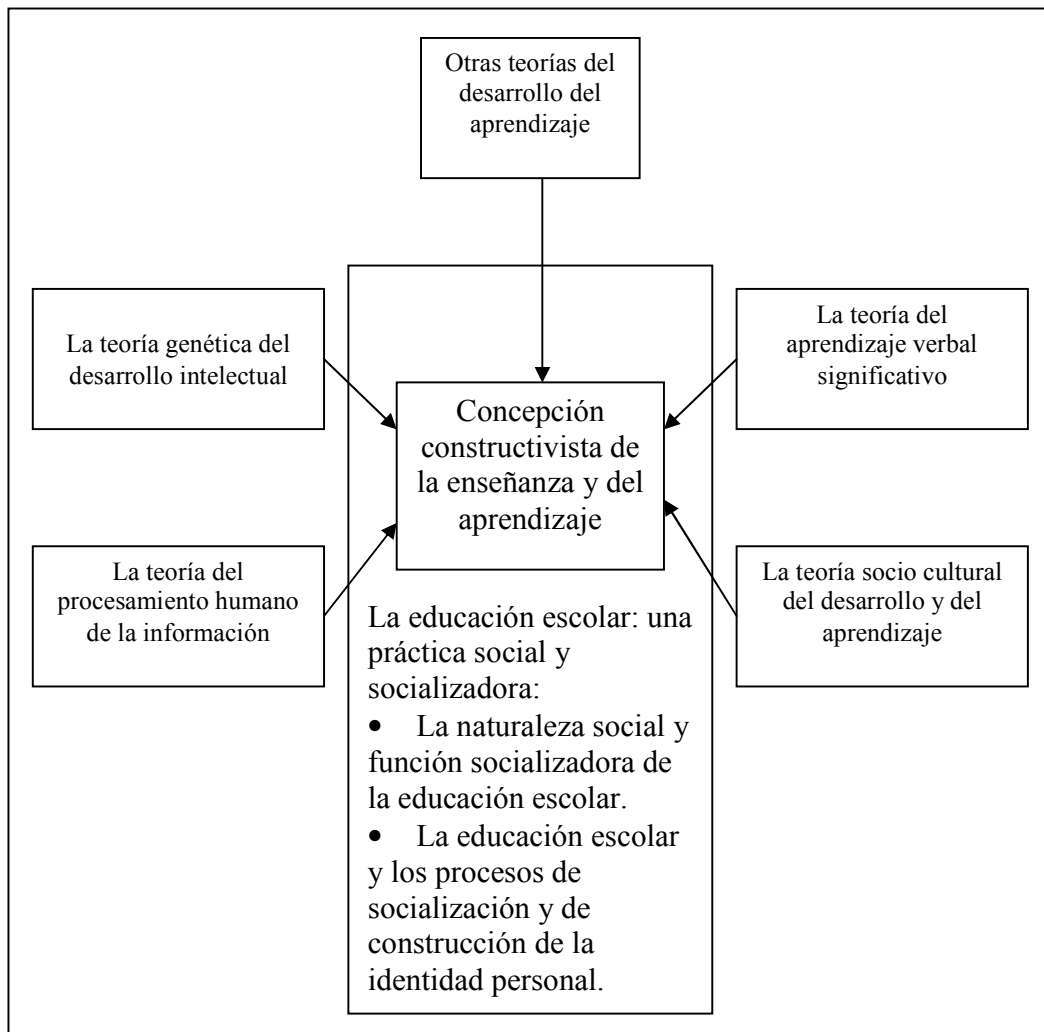 Otras teorías del
desarrollo del
aprendizaje
La teoría genética del
desarrollo intelectual
La teoría del
aprendizaje verbal
significativo
Concepción
constructivista de
la enseñanza y del
aprendizaje
La teoría del
procesamiento humano
de la información
La teoría socio cultural
del desarrollo y del
aprendizaje
La educación escolar: una
práctica social y
socializadora:
• La naturaleza social y
función socializadora de
la educación escolar.
• La educación escolar
y los procesos de
socialización y de
construcción de la
identidad personal.